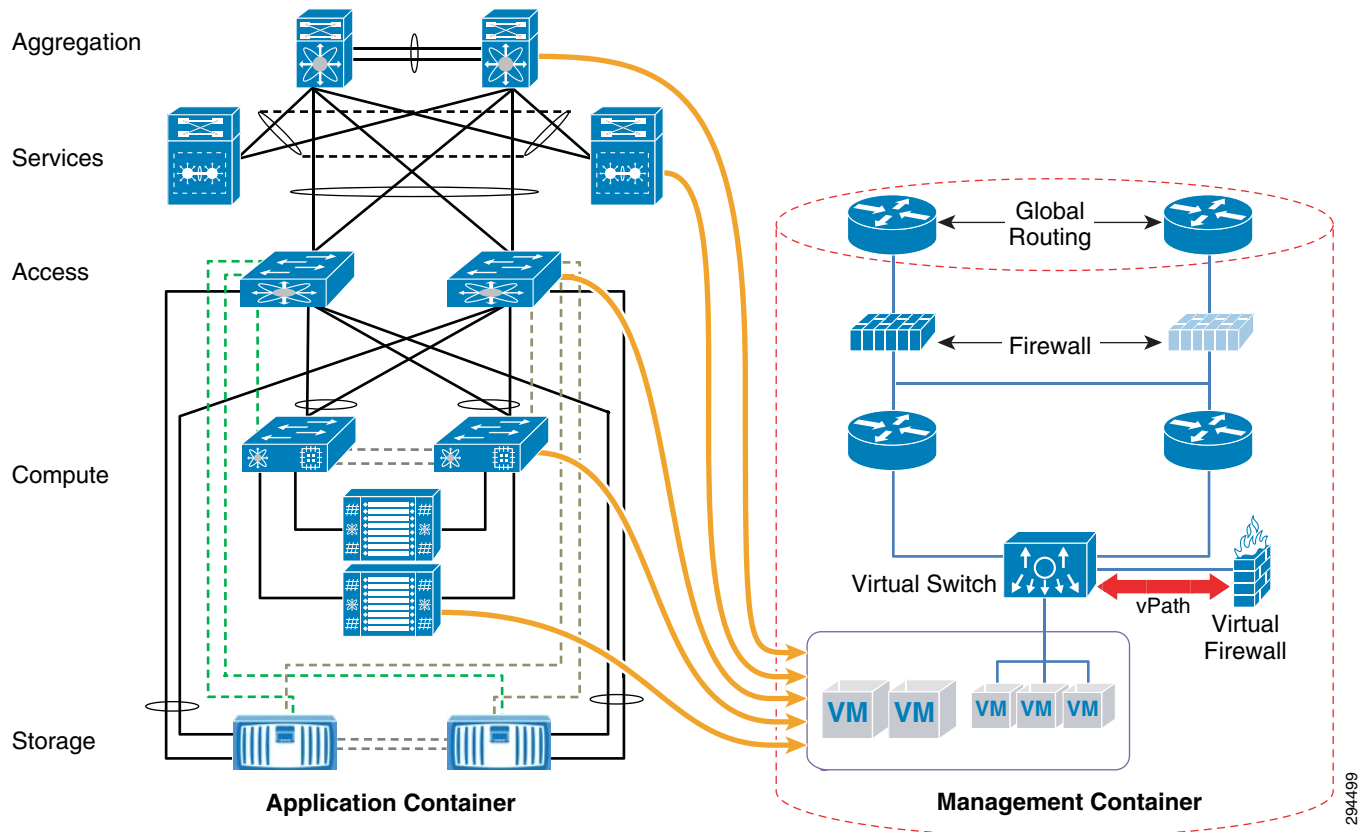 Aggregation
Services
Access
Compute
Storage
Application Container
Global
Routing
Firewall
Virtual Switch
vPath
Virtual
Firewall
VM
VM
VM
VM
VM
Management Container
294499